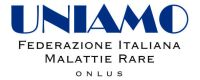 UNIAMO
Federazione Italiana
Malattie Rare
onlus